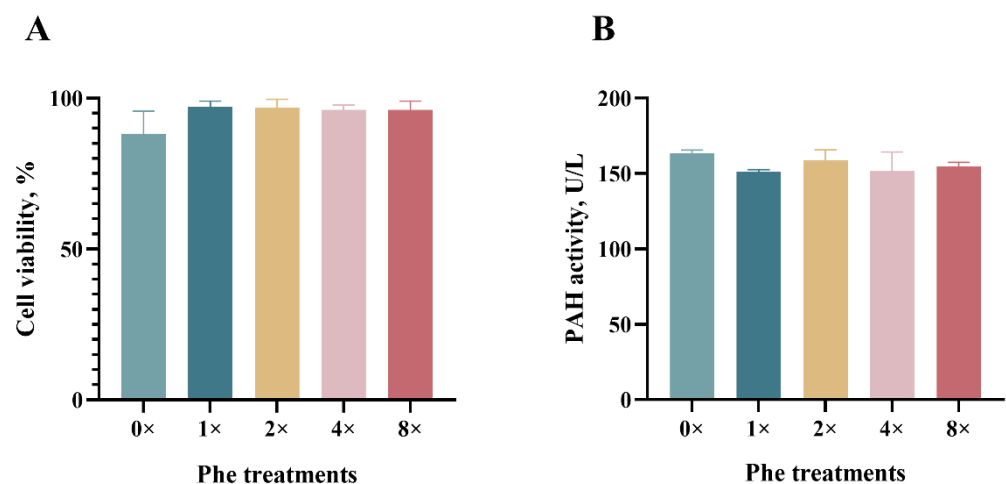 A
Cell viability, %
100
50
0
0× 1× 2× 4× 8×
Phe treatments
B
PAH activity, U/L
200
150
100
50
0
0× 1× 2× 4× 8×
Phe treatments